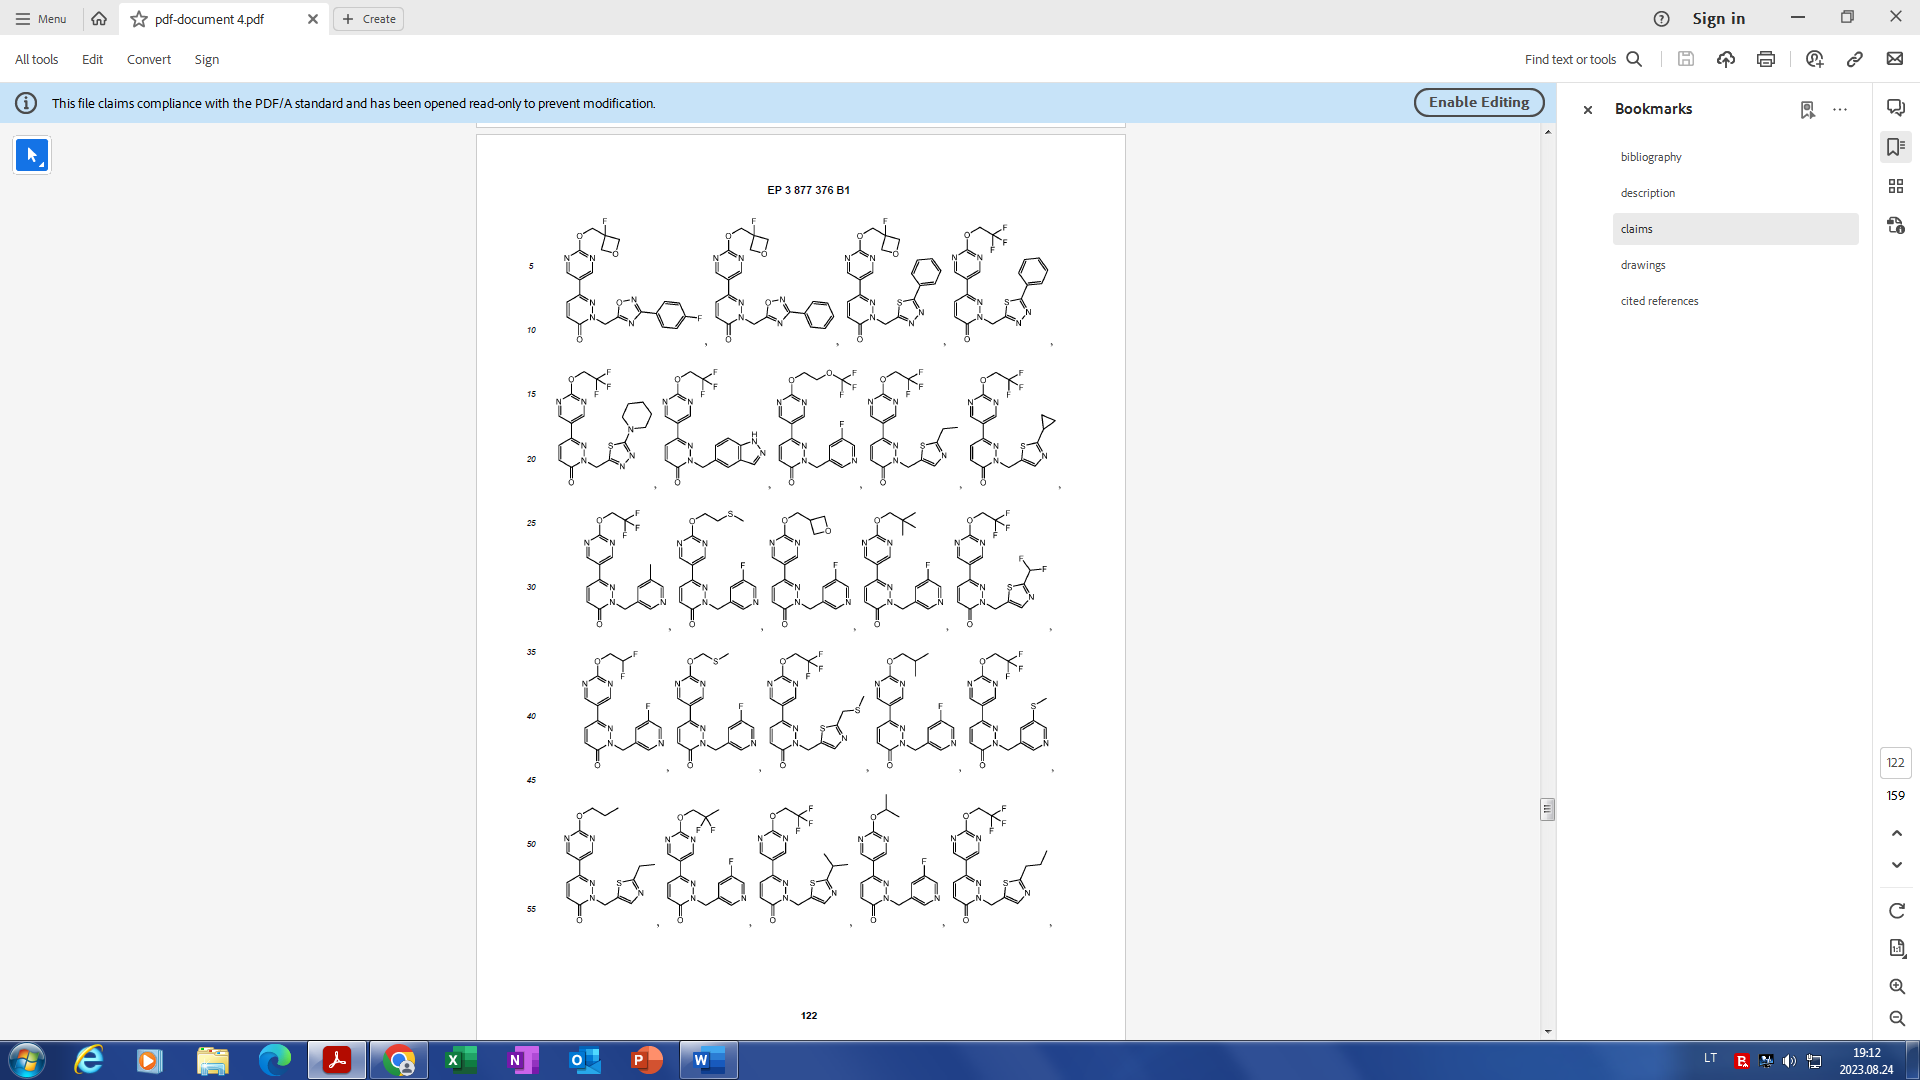 Menu
pdf-document 4.pdf
Create
Sign in
All tools
Edit
Convert
Sign
Find text or tools
This file claims compliance with the PDF/A standard and has been opened read-only to prevent modification.
Enable Editing
Bookmarks
bibliography
description
claims
drawings
cited references
EP 3 877 376 B1
5
10
15
20
25
30
35
40
45
50
55
122
122
159
LT
19:12
2023.08.24